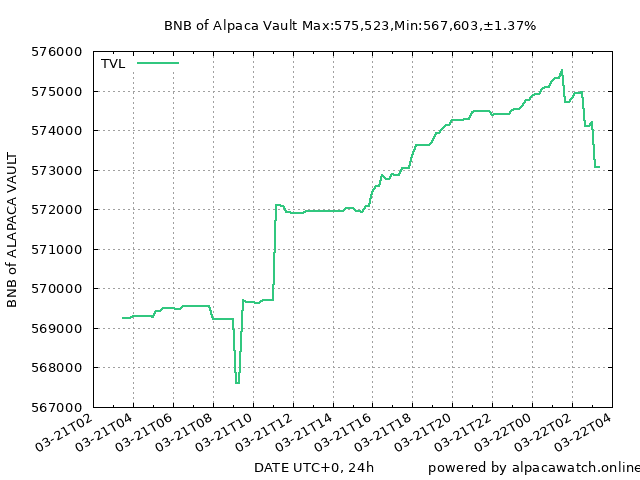 BNB of Alpaca Vault Max:575,523,Min:567,603,±1.37%
TVL
576000
575000
574000
573000
572000
571000
570000
569000
568000
567000
BNB of ALAPACA VAULT
03-21T02
03-21T04
03-21T06
03-21T08
03-21T10
03-21T12
03-21T14
03-21T16
03-21T18
03-21T20
03-21T22
03-22T00
03-22T02
03-22T04
DATE UTC+0, 24h
powered by alpacawatch.online